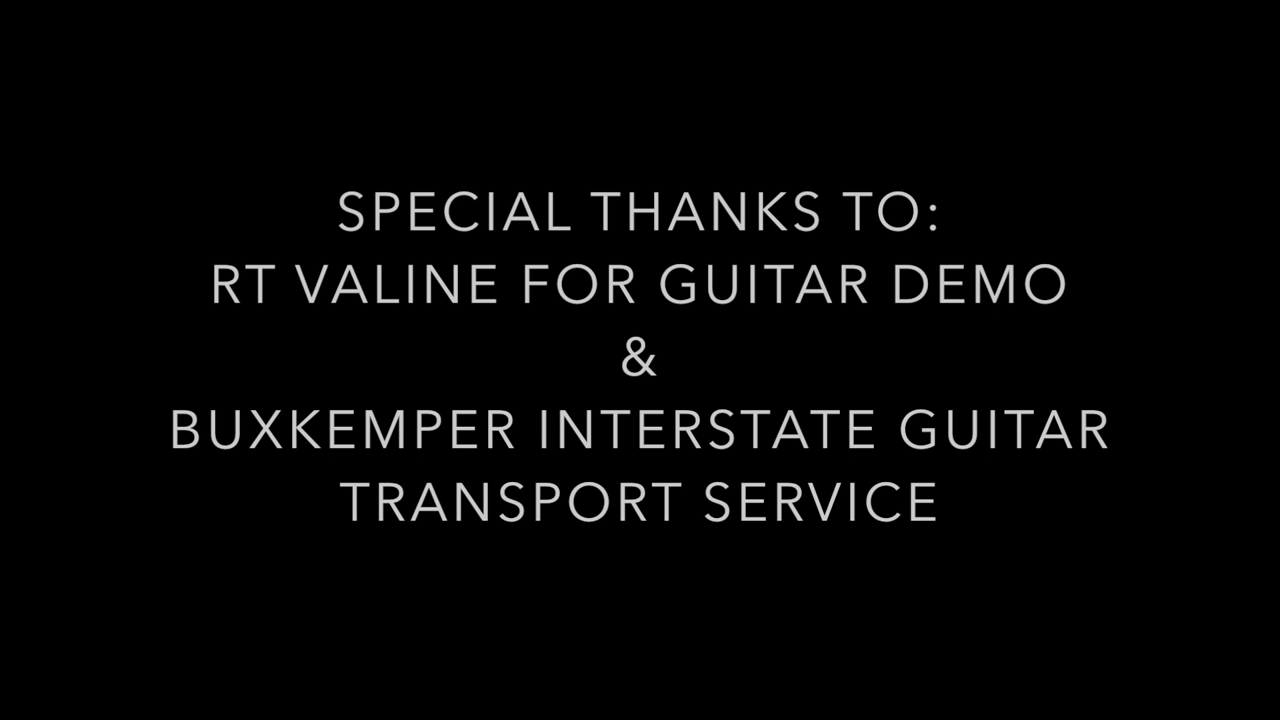 SPECIAL THANKS TO:
RT VALINE FOR GUITAR DEMO
&
BUXKEMPER INTERSTATE GUITAR
TRANSPORT SERVICE